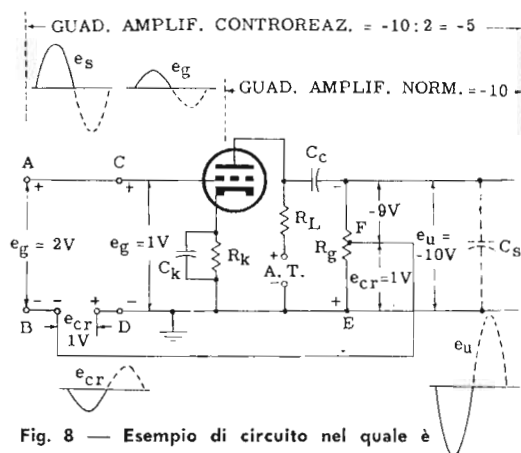 GUAD. AMPLIF. CONTROREAZ. = -10:2 = -5
es
eg
GUAD. AMPLIF. NORM. = -10
A
C
Cc
+
+
-
RL
-9V
F
eg = 2V
eg = 1V
Ck
Rk
+
A. T.
-
Rg
ecr = 1V
eu = -10V
Cs
-
-
+
-
+
B
ecr
1V
D
E
ecr
eu
Fig. 8 — Esempio di circuito nel quale è